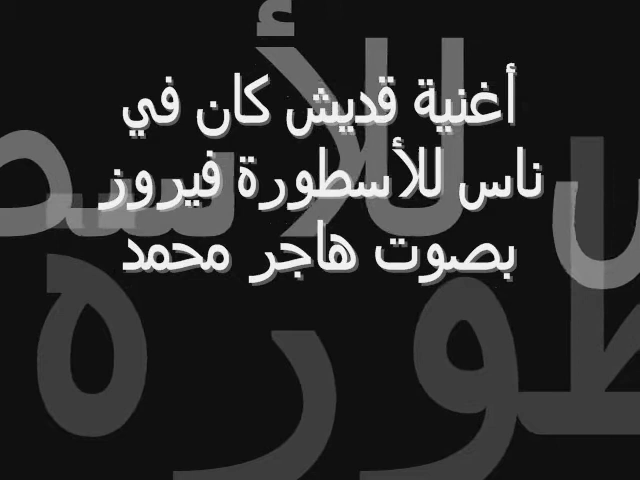 أغنية قديش كان في
ناس للأسطورة فيروز
بصوت هاجر محمد